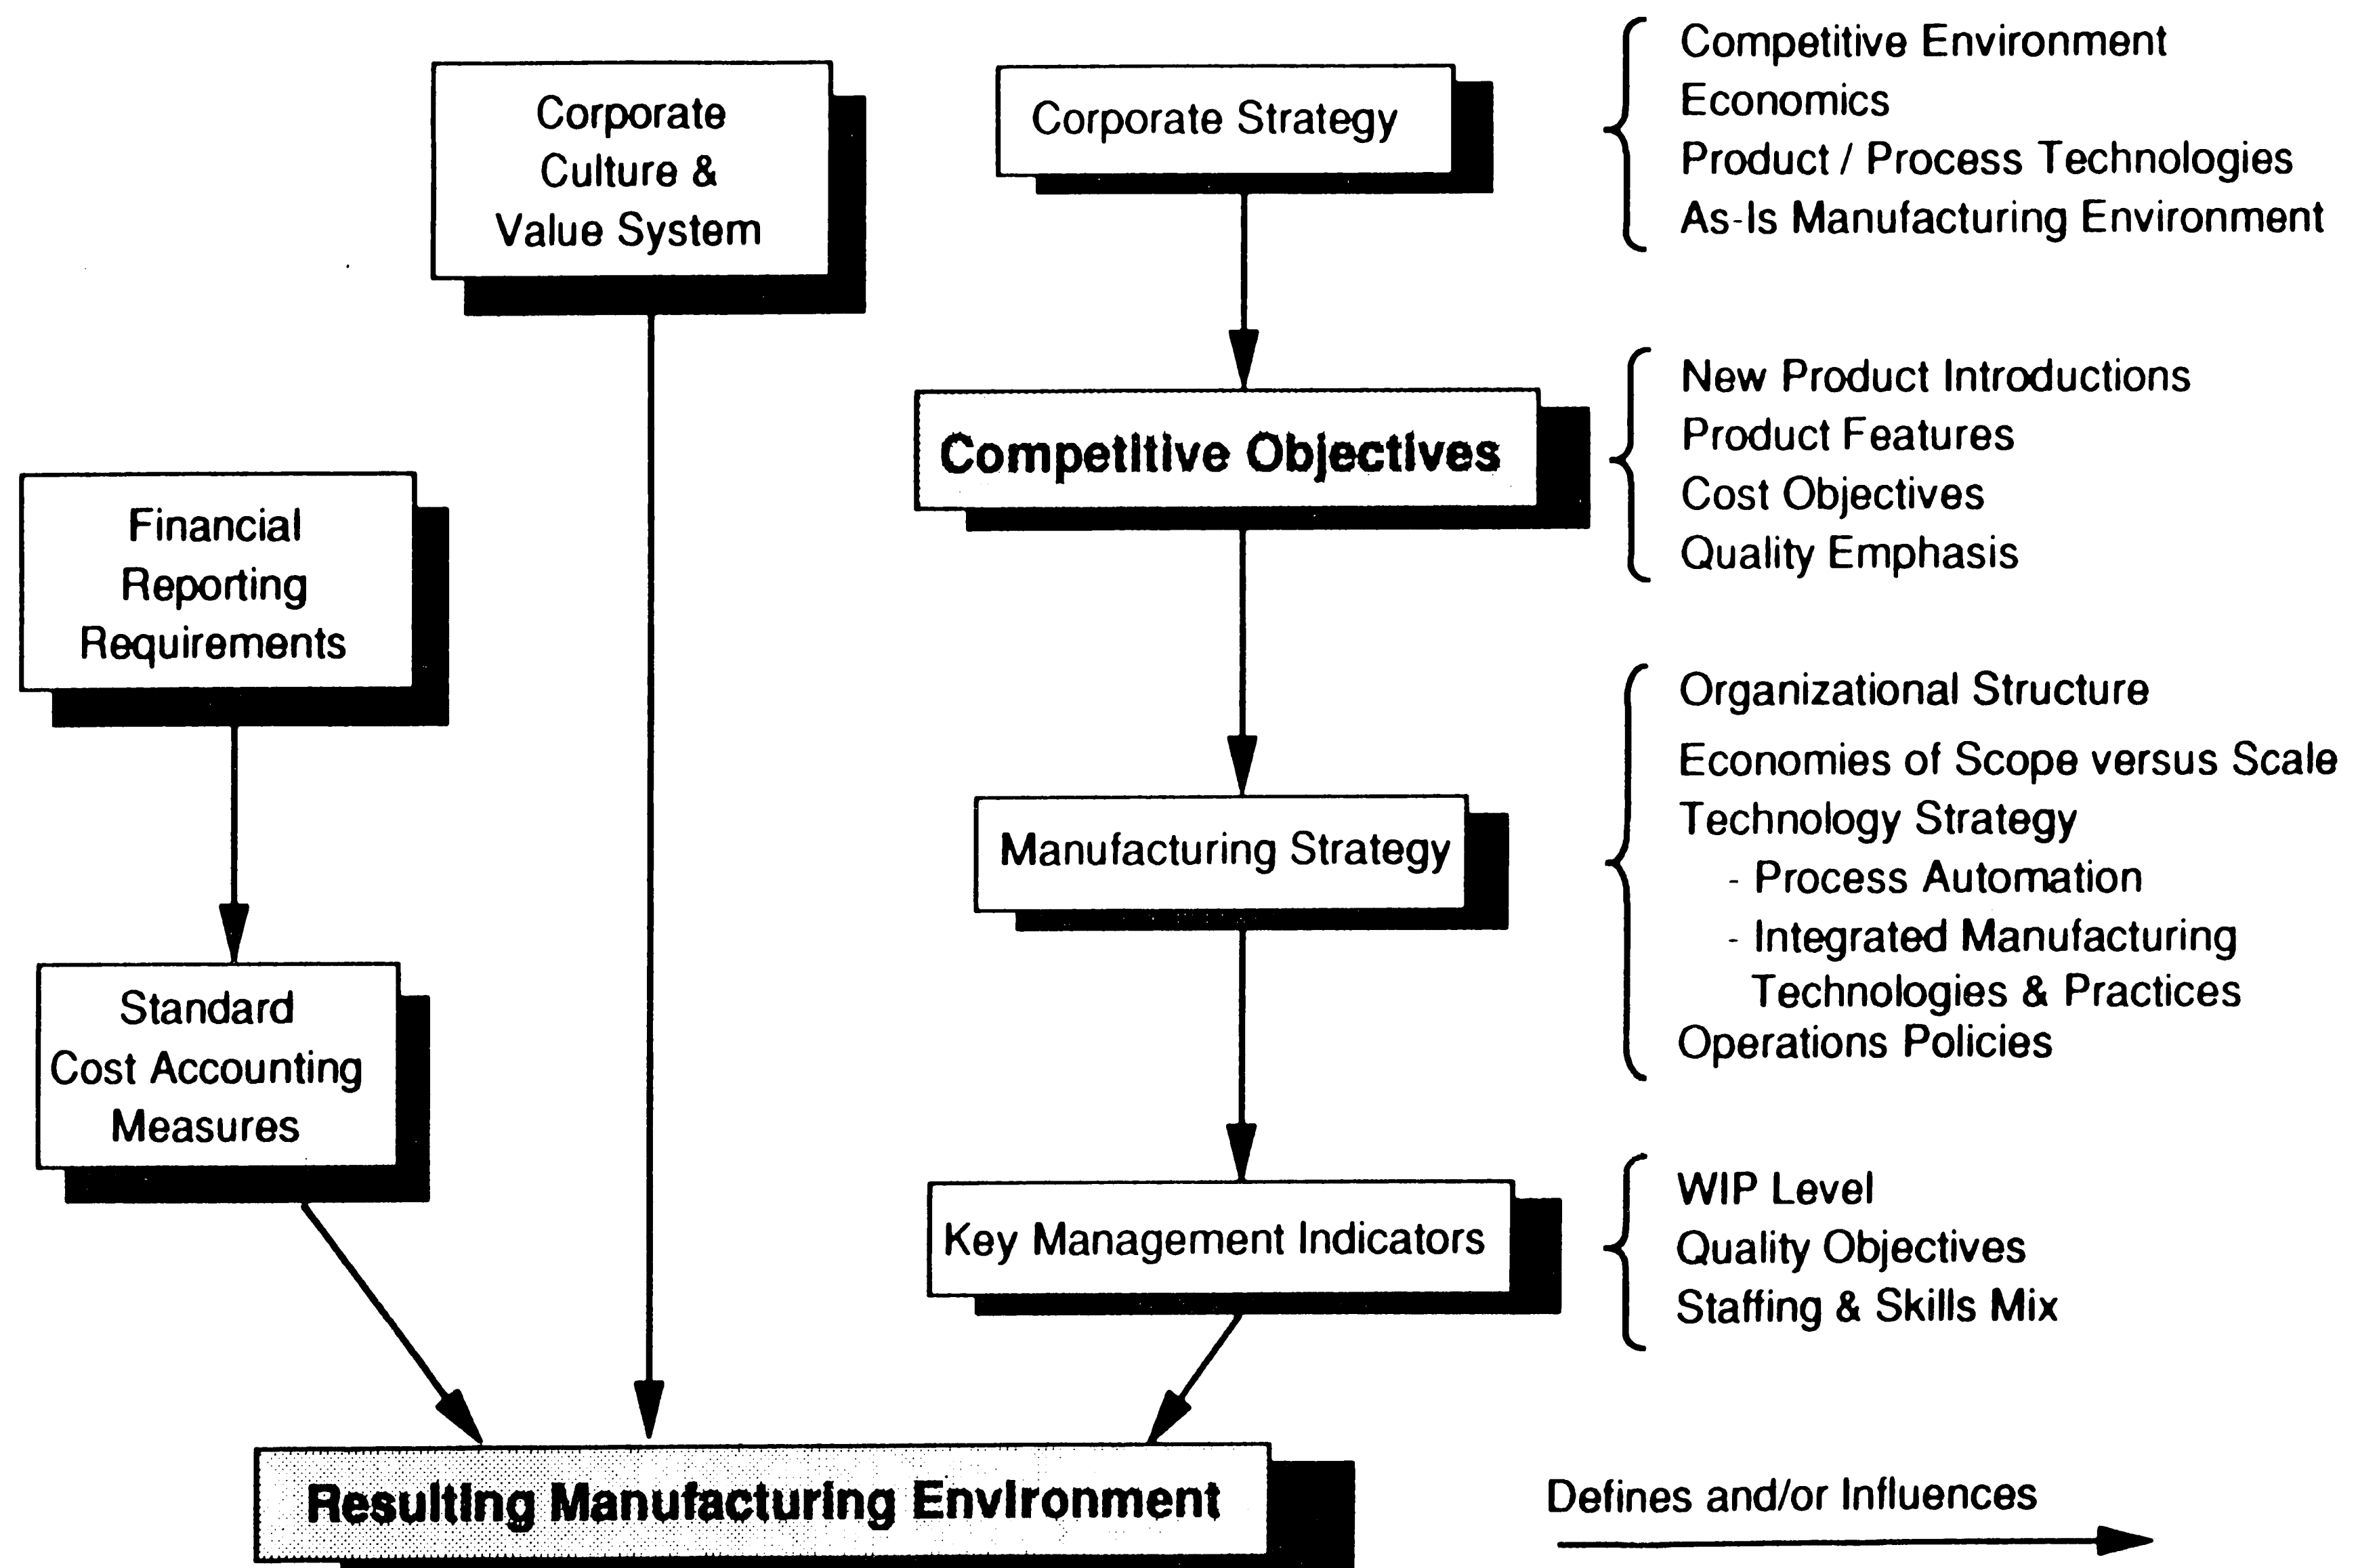 Corporate
Culture &
Value System
Corporate Strategy
Competitive Environment
Economics
Product / Process Technologies
As-Is Manufacturing Environment
Competitive Objectives
New Product Introductions
Product Features
Cost Objectives
Quality Emphasis
Financial
Reporting
Requirements
Manufacturing Strategy
Organizational Structure
Economies of Scope versus Scale
Technology Strategy
- Process Automation
- Integrated Manufacturing
Technologies & Practices
Operations Policies
Standard
Cost Accounting
Measures
Key Management Indicators
WIP Level
Quality Objectives
Staffing & Skills Mix
Resulting Manufacturing Environment
Defines and/or Influences